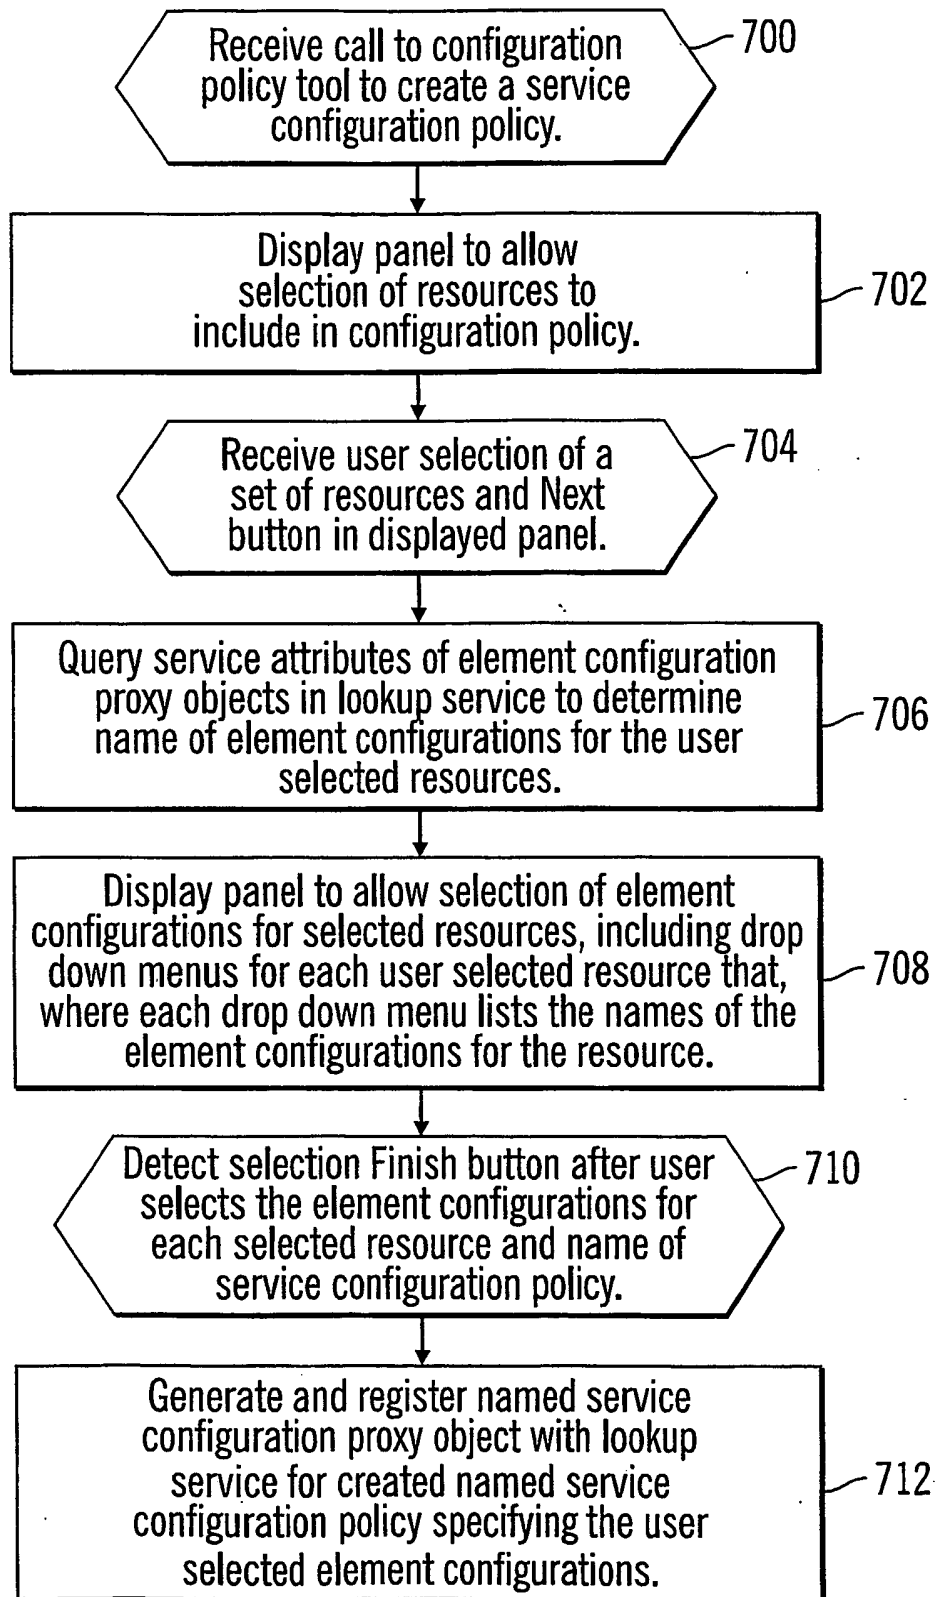 Receive call to configuration
policy tool to create a service
configuration policy.
700
Display panel to allow
selection of resources to
include in configuration policy.
702
Receive user selection of a
set of resources and Next
button in displayed panel.
704
Query service attributes of element configuration
proxy objects in lookup service to determine
name of element configurations for the user
selected resources.
706
Display panel to allow selection of element
configurations for selected resources, including drop
down menus for each user selected resource that,
where each drop down menu lists the names of the
element configurations for the resource.
708
Detect selection Finish button after user
selects the element configurations for
each selected resource and name of
service configuration policy.
710
Generate and register named service
configuration proxy object with lookup
service for created named service
configuration policy specifying the user
selected element configurations.
712